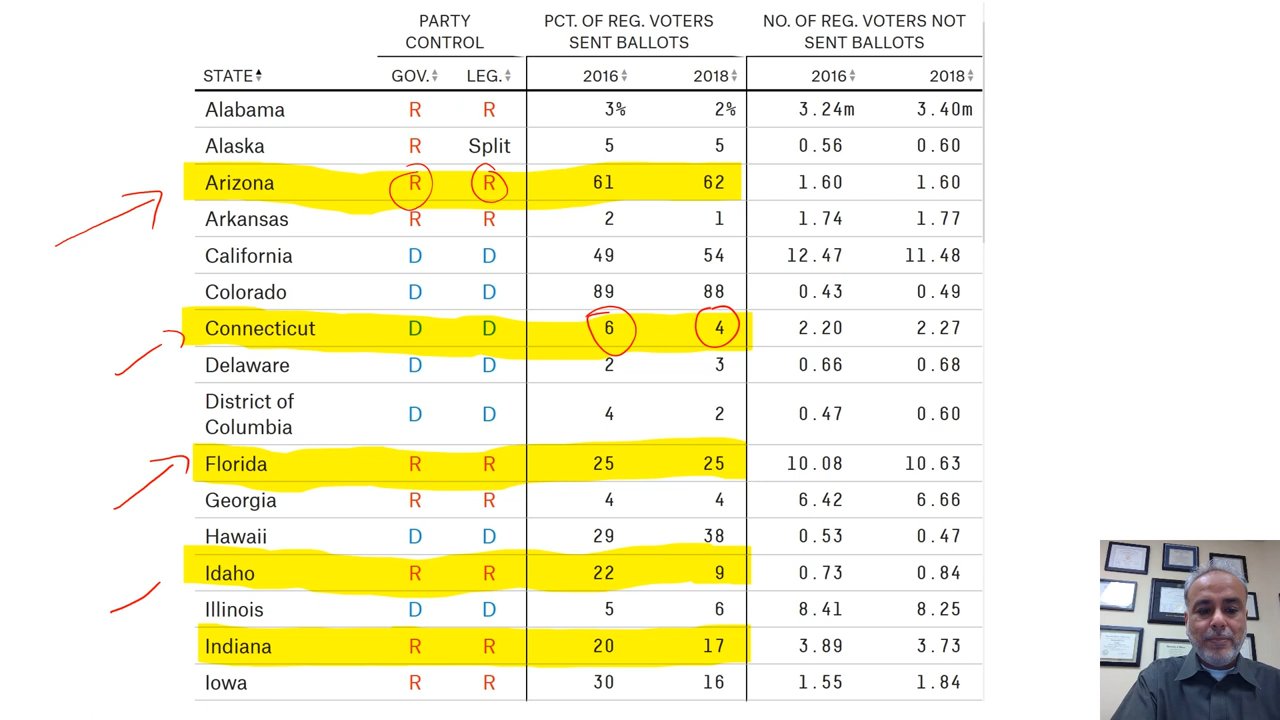 PARTY CONTROL PCT. OF REG. VOTERS SENT BALLOTS NO. OF REG. VOTERS NOT SENT BALLOTS
STATE GOV. LEG. 2016 2018 2016 2018
Alabama R R 3% 2% 3.24m 3.40m
Alaska R Split 5 5 0.56 0.60
Arizona R R 61 62 1.60 1.60
Arkansas R R 2 1 1.74 1.77
California D D 49 54 12.47 11.48
Colorado D D 89 88 0.43 0.49
Connecticut D D 6 4 2.20 2.27
Delaware D D 2 3 0.66 0.68
District of Columbia D D 4 2 0.47 0.60
Florida R R 25 25 10.08 10.63
Georgia R R 4 4 6.42 6.66
Hawaii D D 29 38 0.53 0.47
Idaho R R 22 9 0.73 0.84
Illinois D D 5 6 8.41 8.25
Indiana R R 20 17 3.89 3.73
Iowa R R 30 16 1.55 1.84